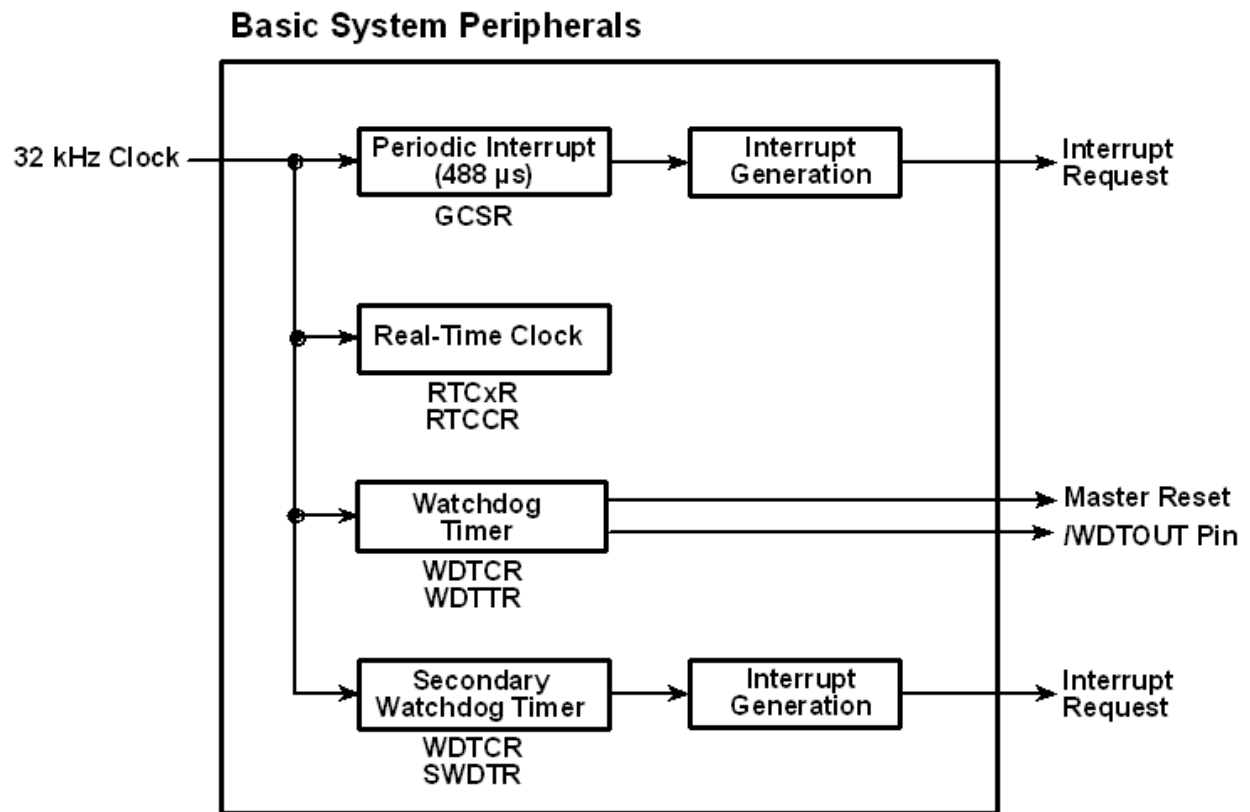 Basic System Peripherals
32 kHz Clock
Periodic Interrupt
(488 µs)
GCSR
Interrupt
Generation
Interrupt
Request
Real-Time Clock
RTCxR
RTCCR
Watchdog
Timer
WDTCR
WDTTR
Master Reset
/WDTOUT Pin
Secondary
Watchdog Timer
WDTCR
SWDTR
Interrupt
Generation
Interrupt
Request